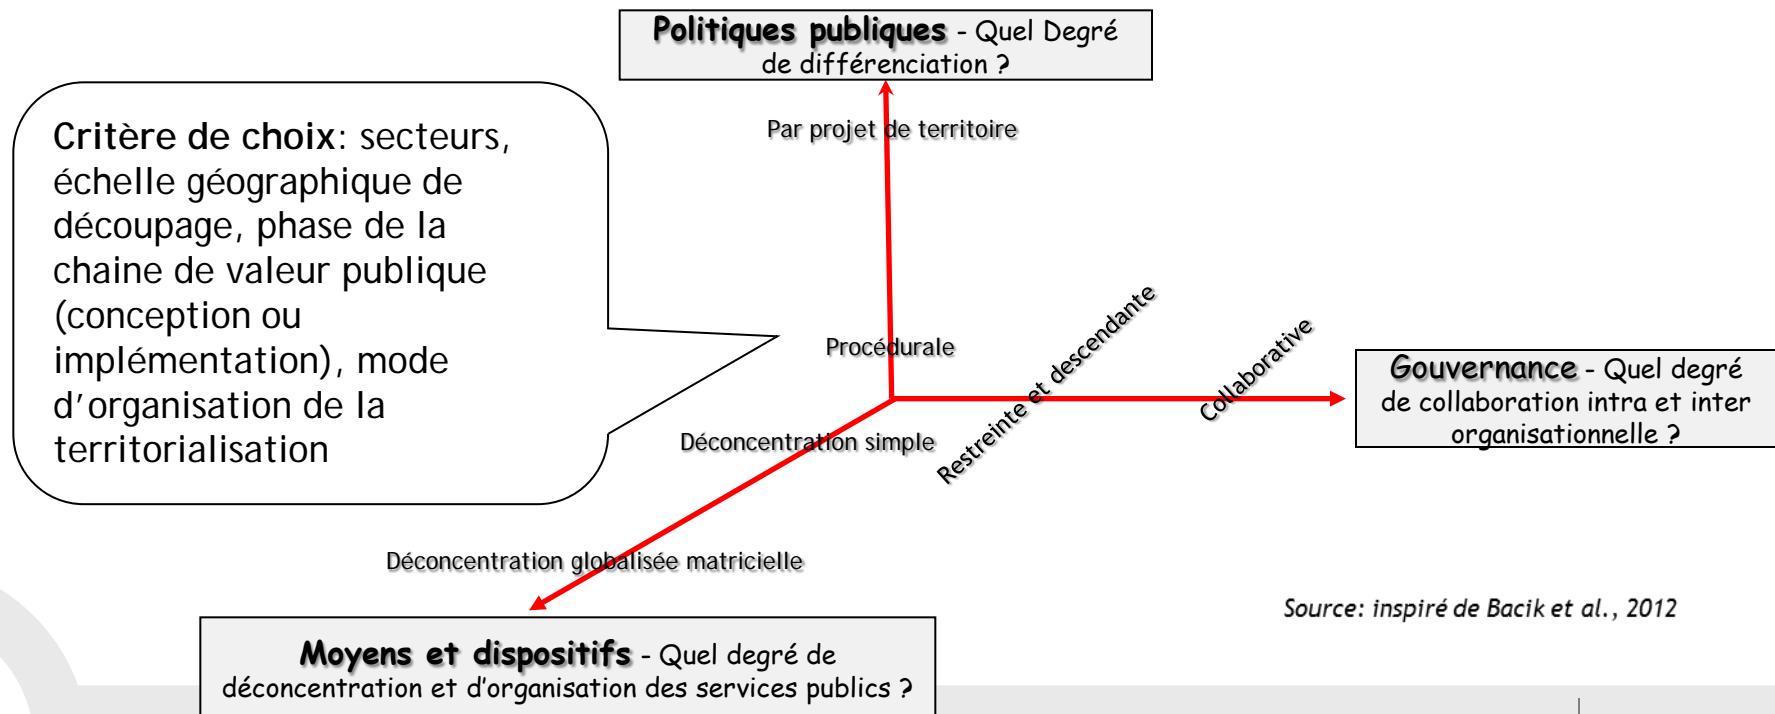 Politiques publiques - Quel Degré
de différenciation ?
Par projet de territoire
Critère de choix: secteurs,
échelle géographique de
découpage, phase de la
chaine de valeur publique
(conception ou
implémentation), mode
d'organisation de la
territorialisation
Procédurale
Restreinte et descendante
Collaborative
Gouvernance - Quel degré
de collaboration intra et inter
organisationnelle ?
Déconcentration simple
Déconcentration globalisée matricielle
Source: inspiré de Bacik et al., 2012
Moyens et dispositifs - Quel degré de
déconcentration et d'organisation des services publics ?